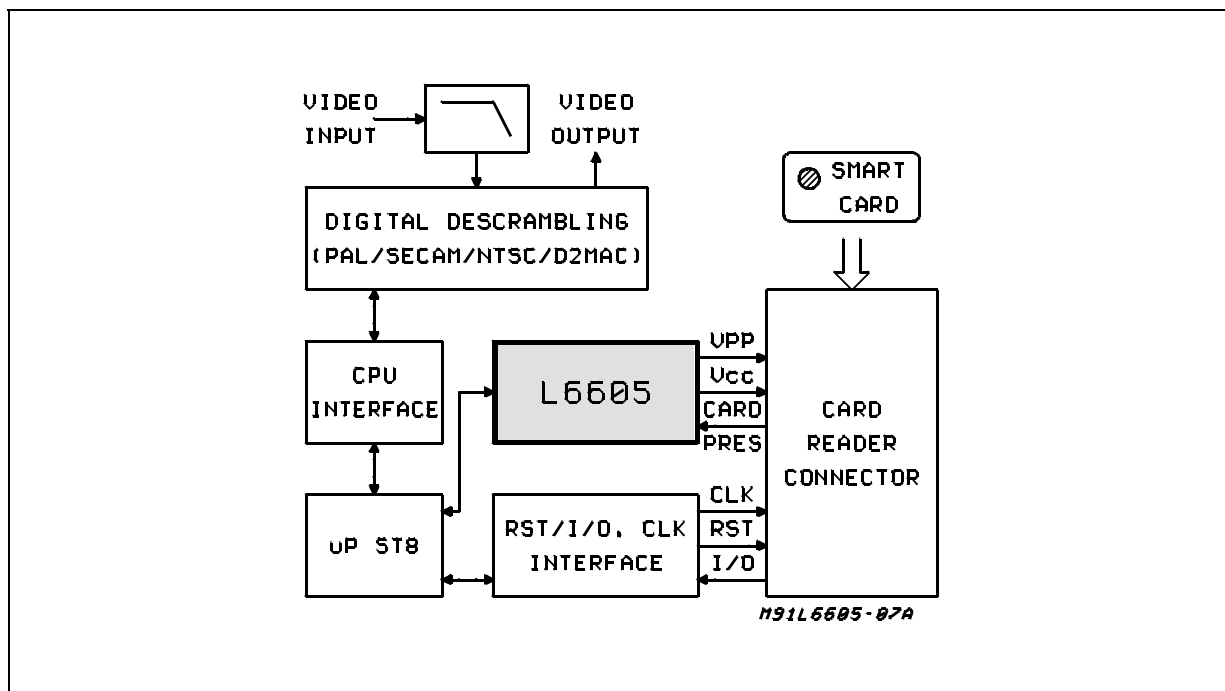 VIDEO
INPUT
VIDEO
OUTPUT
SMART
CARD
DIGITAL DESCRAMBLING
(PAL/SECAM/NTSC/D2MAC)
CPU
INTERFACE
L6605
VPP
Vcc
CARD
PRES
CARD
READER
CONNECTOR
uP ST8
RST/I/O, CLK
INTERFACE
CLK
RST
I/O
M91L6605-07A